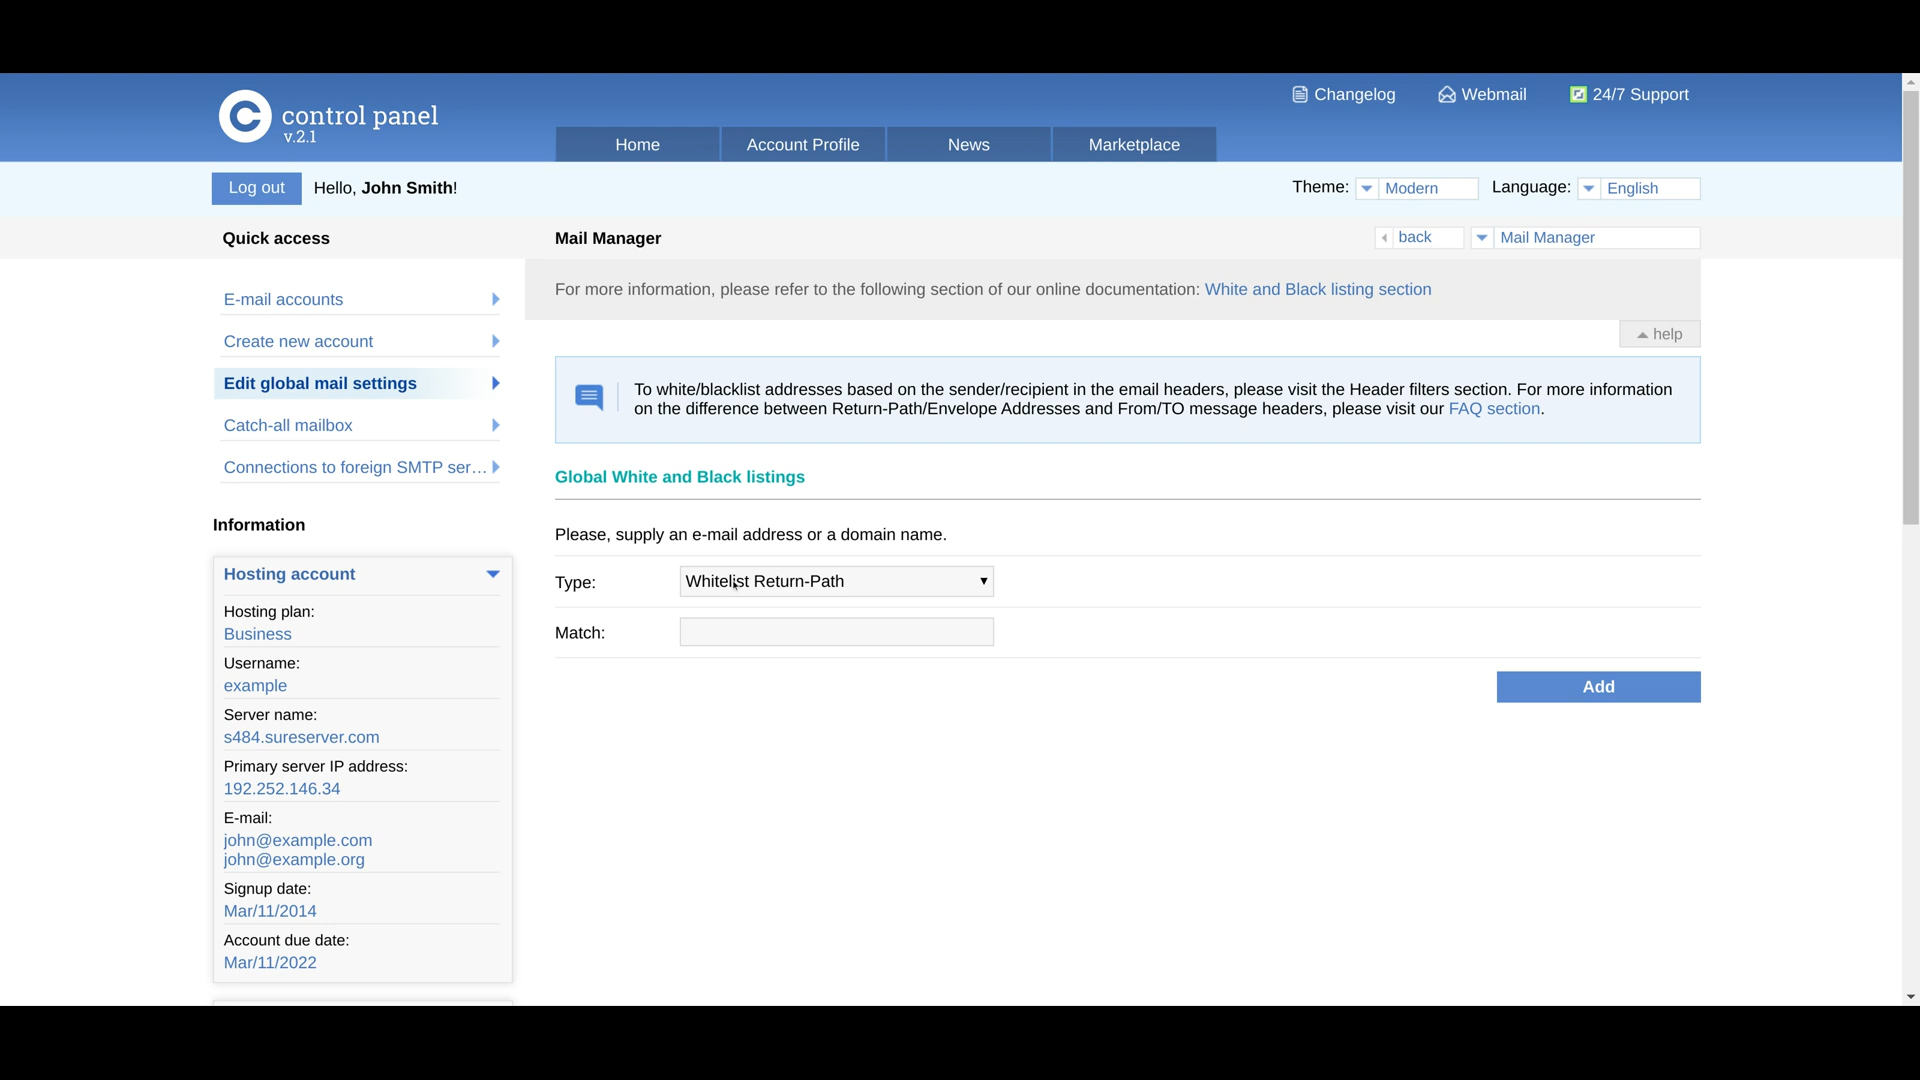 control panel
v.2.1
Changelog
Webmail
24/7 Support
Home
Account Profile
News
Marketplace
Log out
Hello, John Smith!
Theme:
Modern
Language:
English
Quick access
Mail Manager
back
Mail Manager
E-mail accounts
Create new account
Edit global mail settings
Catch-all mailbox
Connections to foreign SMTP ser...
Information
Hosting account
Hosting plan:
Business
Username:
example
Server name:
s484.sureserver.com
Primary server IP address:
192.252.146.34
E-mail:
john@example.com
john@example.org
Signup date:
Mar/11/2014
Account due date:
Mar/11/2022
For more information, please refer to the following section of our online documentation: White and Black listing section
help
To white/blacklist addresses based on the sender/recipient in the email headers, please visit the Header filters section. For more information
on the difference between Return-Path/Envelope Addresses and From/TO message headers, please visit our FAQ section.
Global White and Black listings
Please, supply an e-mail address or a domain name.
Type:
Whitelist Return-Path
Match:
Add